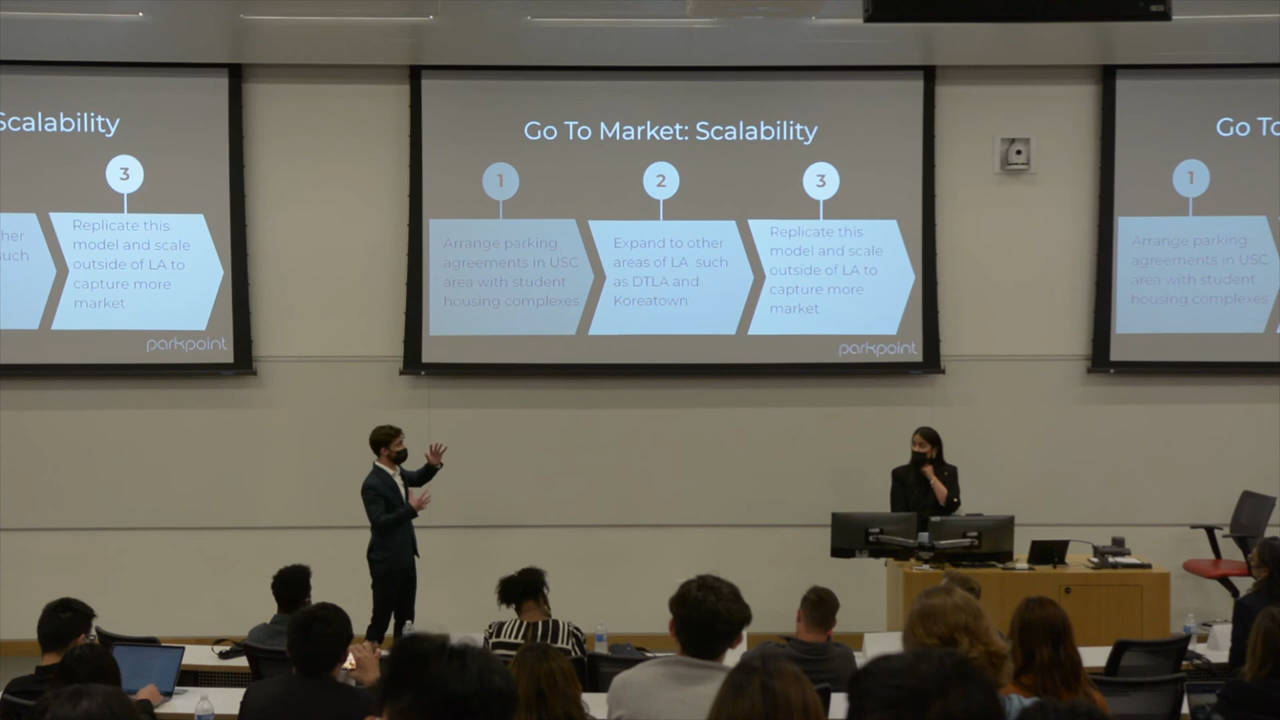 Scalability
3
her
such
Replicate this
model and scale
outside of LA to
capture more
market
parkpoint
Go To Market: Scalability
1
2
3
Arrange parking
agreements in USC
area with student
housing complexes
Expand to other
areas of LA  such
as DTLA and
Koreatown
Replicate this
model and scale
outside of LA to
capture more
market
parkpoint
Go To
1
Arrange parking
agreements in USC
area with student
housing complexes